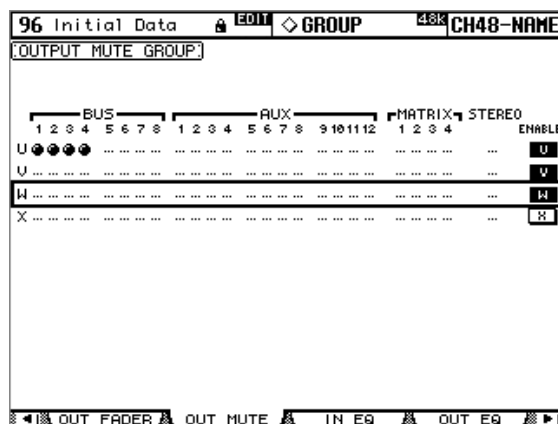 96 Initial Data EDIT GROUP 48K CH48-NAME
OUTPUT MUTE GROUP
BUS AUX MATRIX STEREO
1 2 3 4 5 6 7 8 1 2 3 4 5 6 7 8 9 10 11 12 1 2 3 4 ENABLE
U U
V V
W W
X X
OUT FADER OUT MUTE IN EQ OUT EQ